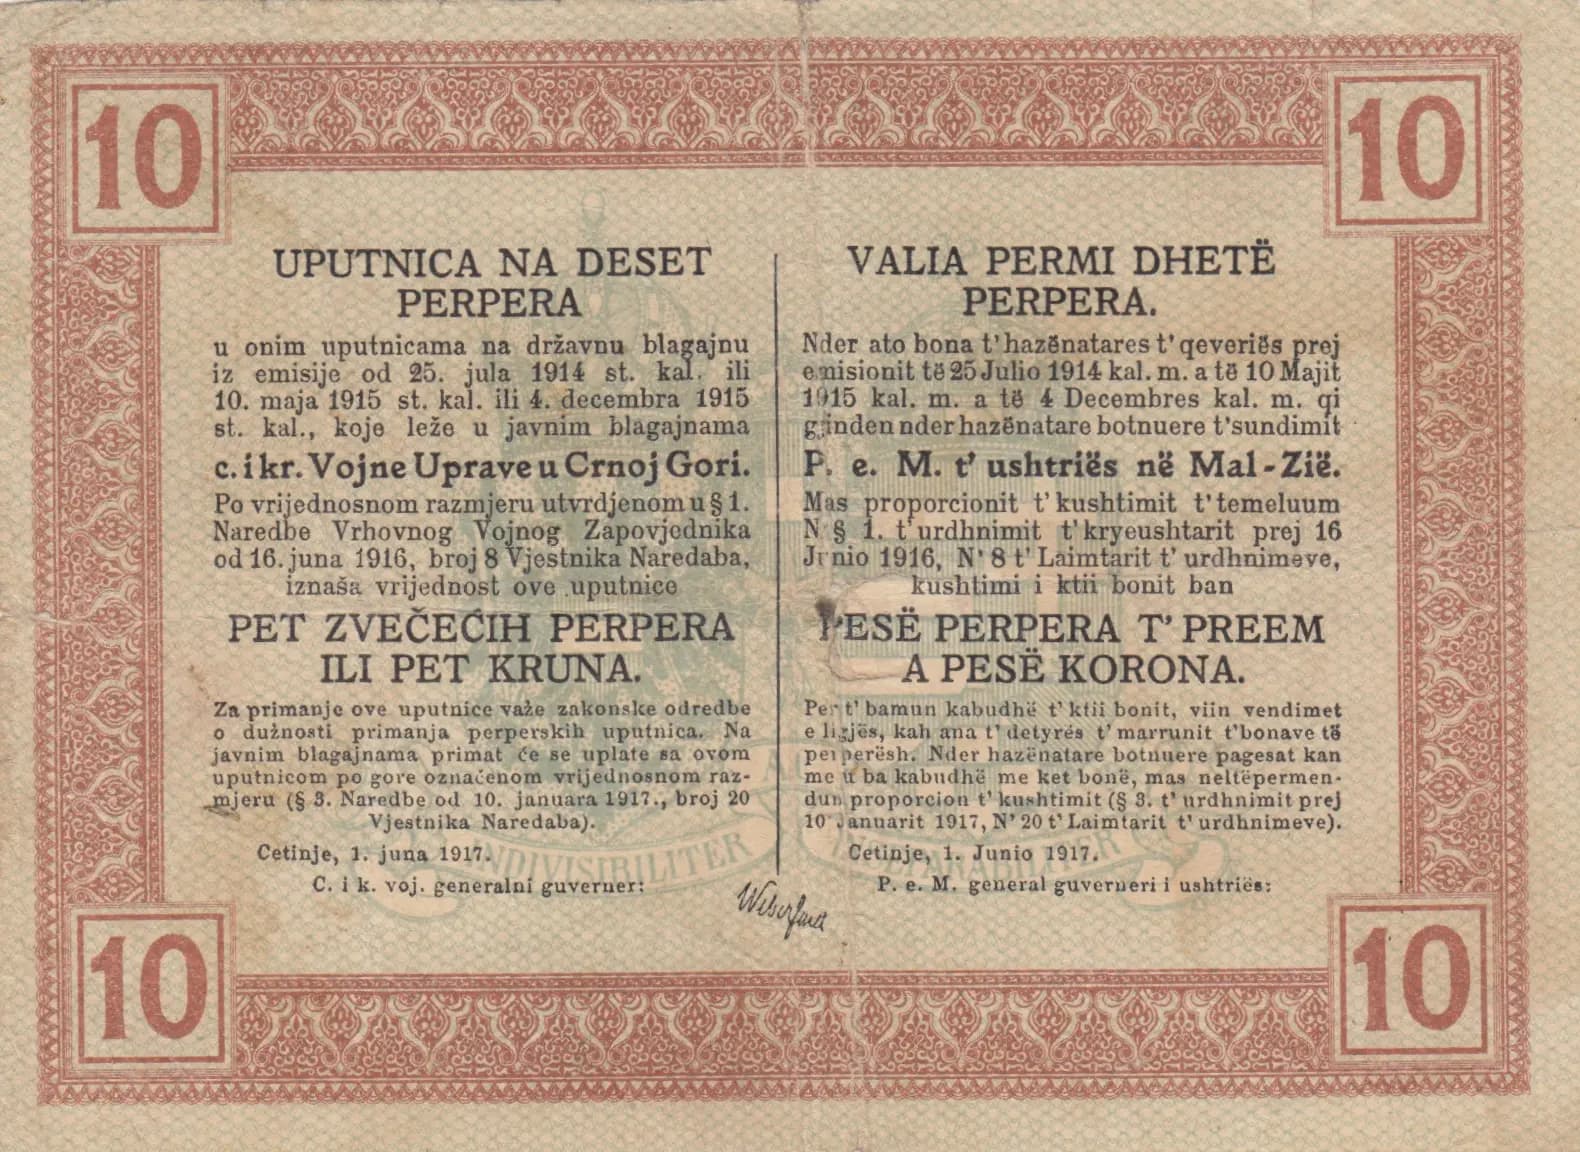 10
10
UPUTNICA NA DESET
PERPERA
u onim uputnicama na državnu blagajnu
iz emisije od 25. jula 1914 st. kal. ili
10. maja 1915 st. kal. ili 4. decembra 1915
st. kal., koje leže u javnim blagajnama
c. i kr. Vojne Uprave u Crnoj Gori.
Po vrijednosnom razmjeru utvrdjenom u § 1.
Naredbe Vrhovnog Vojnog Zapovjednika
od 16. juna 1916, broj 8 Vjestnika Naredaba,
iznaša vrijednost ove uputnice
PET ZVEČEĆIH PERPERA
ILI PET KRUNA.
Za primanje ove uputnice važe zakonske odredbe
o dužnosti primanja perperskih uputnica. Na
javnim blagajnama primat će se uplate sa ovom
uputnicom po gore označenom vrijednosnom raz-
mjeru (§ 3. Naredbe od 10. januara 1917., broj 20
Vjestnika Naredaba).
Cetinje, 1. juna 1917.
C. i k. voj. generalni guverner:
VALIA PERMI DHETË
PERPERA.
Nder ato bona t' hazënatares t' qeveriës prej
emisionit të 25 Julio 1914 kal. m. a të 10 Majit
1915 kal. m. a të 4 Decembres kal. m. qi
gjinden nder hazënatare botnuere t' sundimit
P. e. M. t' ushtriës në Mal-Zië.
Mas proporcionit t' kushtimit t' temeluum
N § 1. t' urdhnimit t' kryeushtarit prej 16
Junio 1916, N' 8 t' Laimtarit t' urdhnimeve,
kushtimi i ktii bonit ban
PESË PERPERA T' PREEM
A PESË KORONA.
Per t' bamun kabudhë t' ktii bonit, viin vendimet
e ligjës, kah ana t' detyrës t' marrunit t' bonave të
perperësh. Nder hazënatare botnuere pagesat kan
me u ba kabudhë me ket bonë, mas neltëpermen-
dun proporcion t' kushtimit (§ 3. t' urdhnimit prej
10 Januarit 1917, N' 20 t' Laimtarit t' urdhnimeve).
Cetinje, 1. Junio 1917.
P. e M. general guverneri i ushtriës:
INDIVISIBILITER
10
10